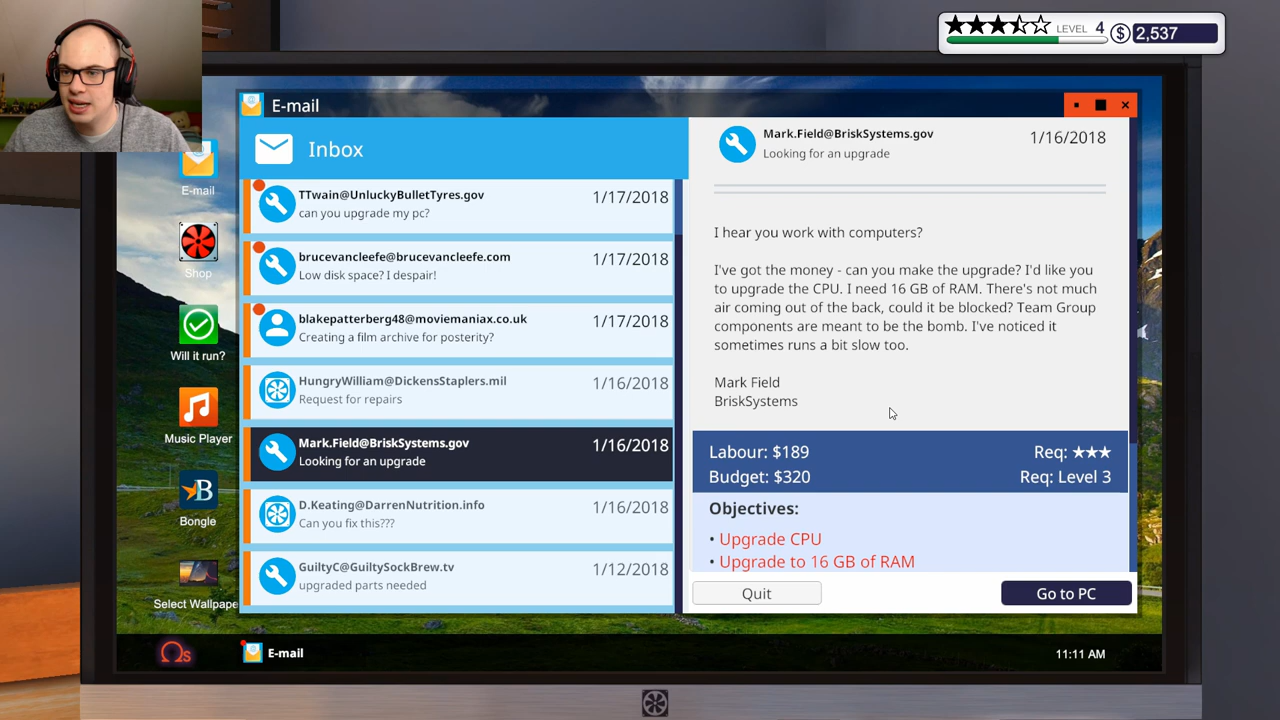 LEVEL 4 $ 2,537
E-mail
Inbox
TTwain@UnluckyBulletTyres.gov 1/17/2018
can you upgrade my pc?
brucevancleefe@brucevancleefe.com 1/17/2018
Low disk space? I despair!
blakepatterberg48@moviemaniax.co.uk 1/17/2018
Creating a film archive for posterity?
HungryWilliam@DickensStaplers.mil 1/16/2018
Request for repairs
Mark.Field@BriskSystems.gov 1/16/2018
Looking for an upgrade
D.Keating@DarrenNutrition.info 1/16/2018
Can you fix this???
GuiltyC@GuiltySockBrew.tv 1/12/2018
upgraded parts needed
Mark.Field@BriskSystems.gov 1/16/2018
Looking for an upgrade
I hear you work with computers?
I've got the money - can you make the upgrade? I'd like you
to upgrade the CPU. I need 16 GB of RAM. There's not much
air coming out of the back, could it be blocked? Team Group
components are meant to be the bomb. I've noticed it
sometimes runs a bit slow too.
Mark Field
BriskSystems
Labour: $189 Req: ★★★
Budget: $320 Req: Level 3
Objectives:
• Upgrade CPU
• Upgrade to 16 GB of RAM
Quit Go to PC
E-mail
Shop
Will it run?
Music Player
Bongle
Select Wallpape
Ωs E-mail 11:11 AM